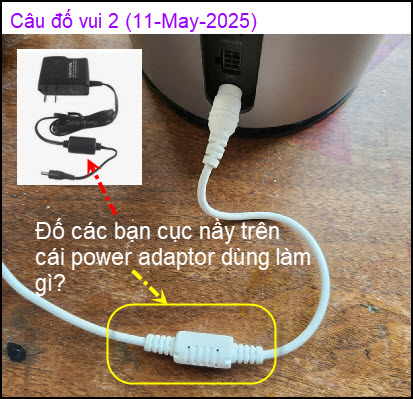 Câu đố vui 2 (11-May-2025)
Đố các bạn cục nầy trên
cái power adaptor dùng làm
gì?